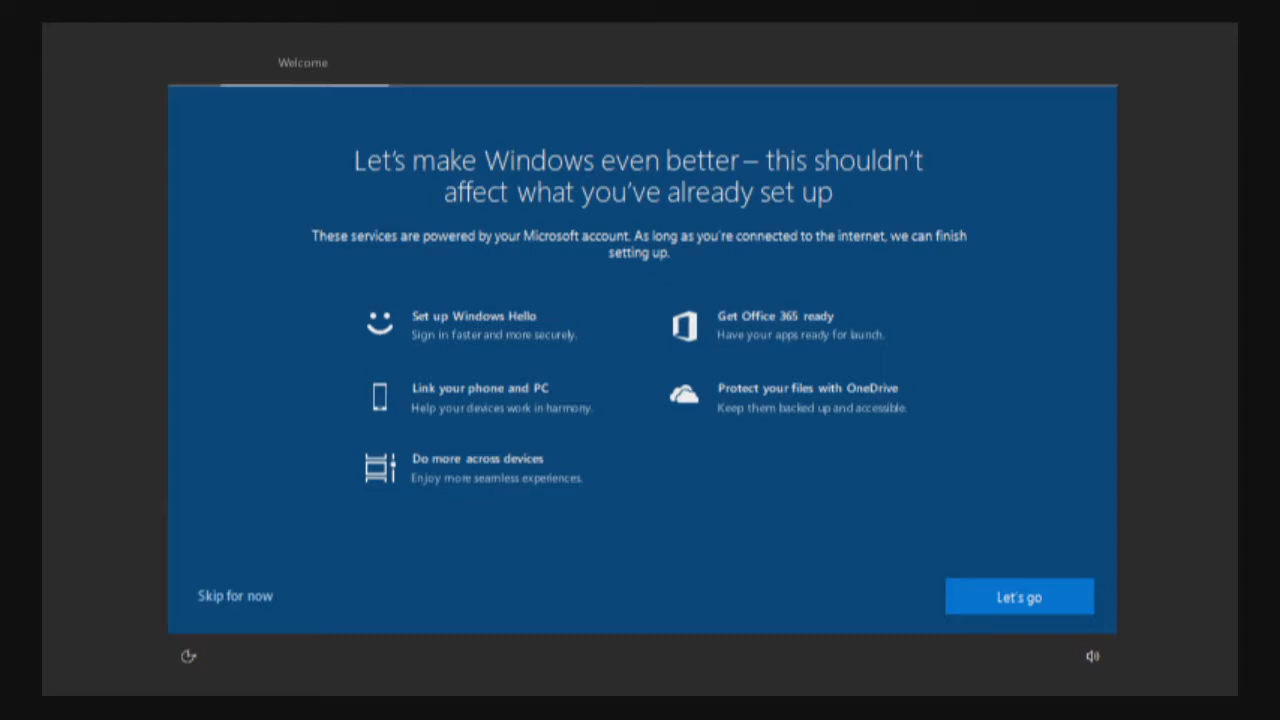 Welcome
Let's make Windows even better – this shouldn't
affect what you've already set up
These services are powered by your Microsoft account. As long as you're connected to the internet, we can finish
setting up.
Set up Windows Hello
Sign in faster and more securely.
Get Office 365 ready
Have your apps ready for launch.
Link your phone and PC
Help your devices work in harmony.
Protect your files with OneDrive
Keep them backed up and accessible.
Do more across devices
Enjoy more seamless experiences.
Skip for now
Let's go